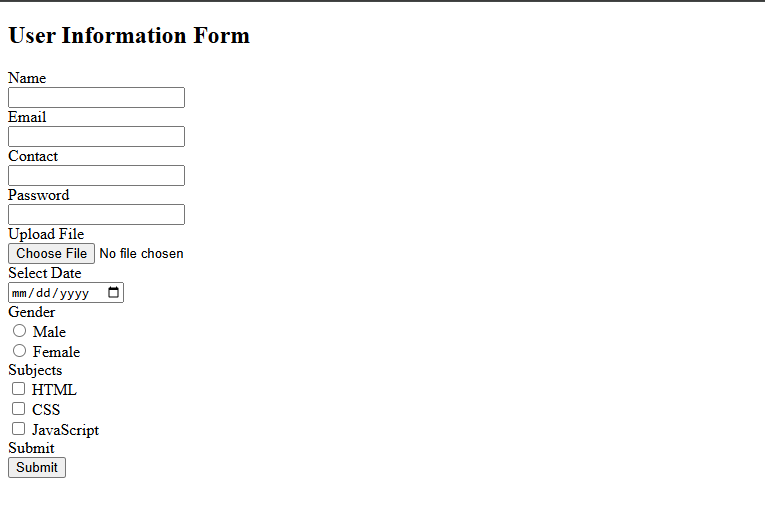 User Information Form
Name
Email
Contact
Password
Upload File
Choose File No file chosen
Select Date
mm/dd/yyyy
Gender
Male
Female
Subjects
HTML
CSS
JavaScript
Submit
Submit